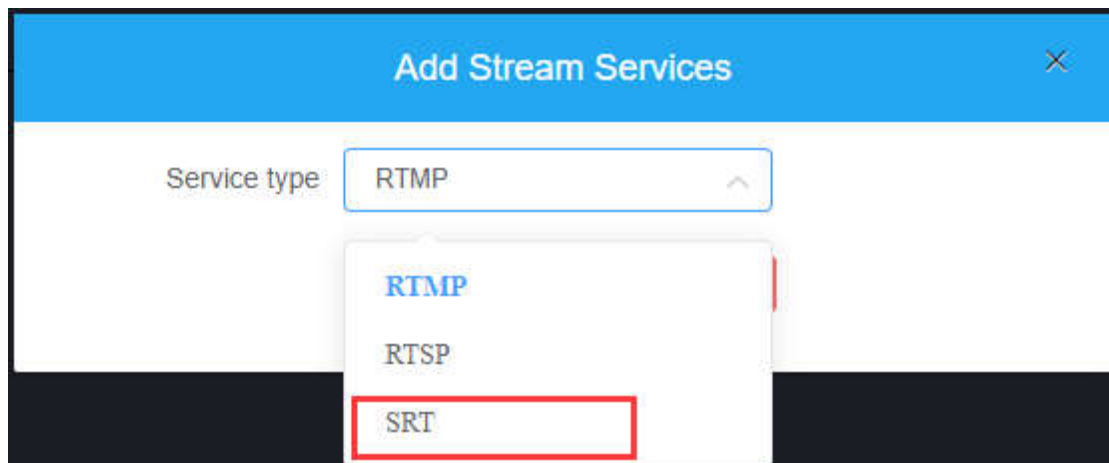 Add Stream Services
Service type RTMP
RTMP
RTSP
SRT